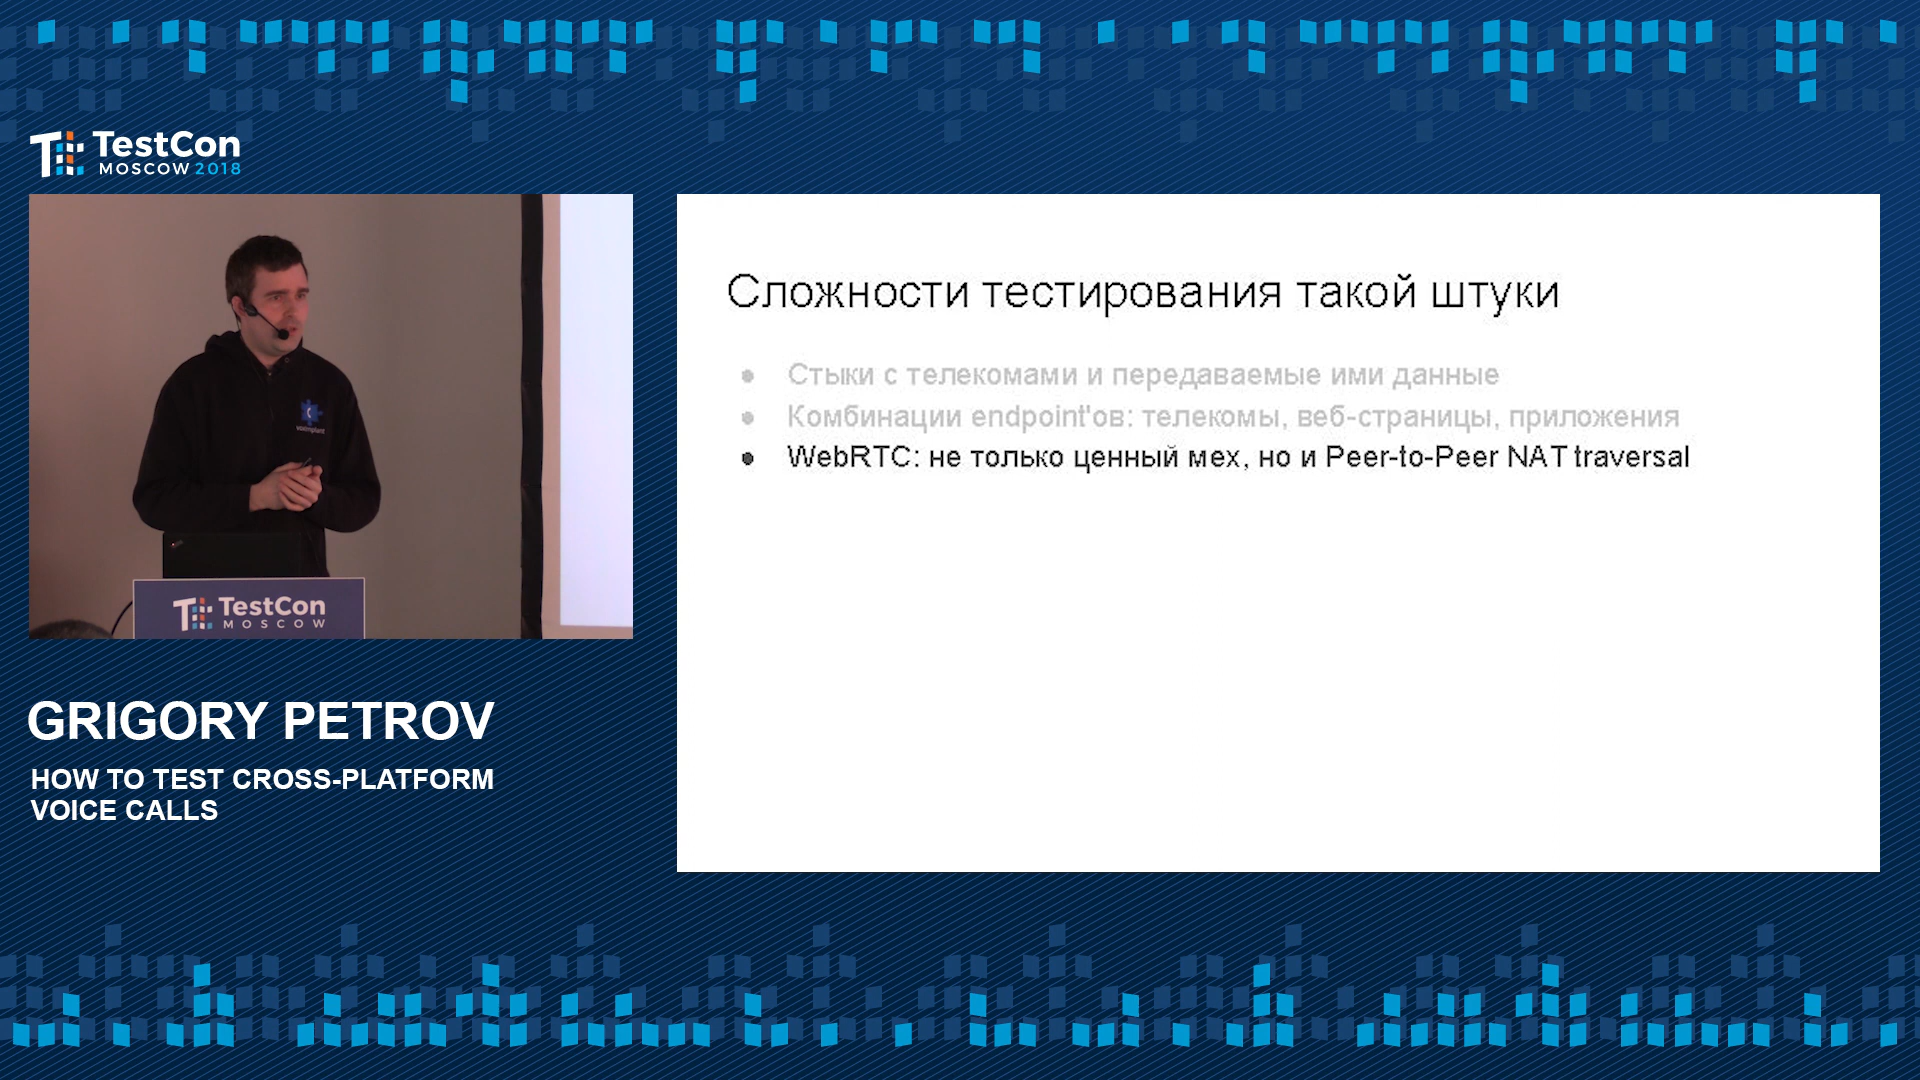 TestCon
MOSCOW 2018
Сложности тестирования такой штуки
Стыки с телекомами и передаваемые ими данные
Комбинации endpoint'ов: телекомы, веб-страницы, приложения
WebRTC: не только ценный мех, но и Peer-to-Peer NAT traversal
voximplant
TestCon
MOSCOW
GRIGORY PETROV
HOW TO TEST CROSS-PLATFORM
VOICE CALLS